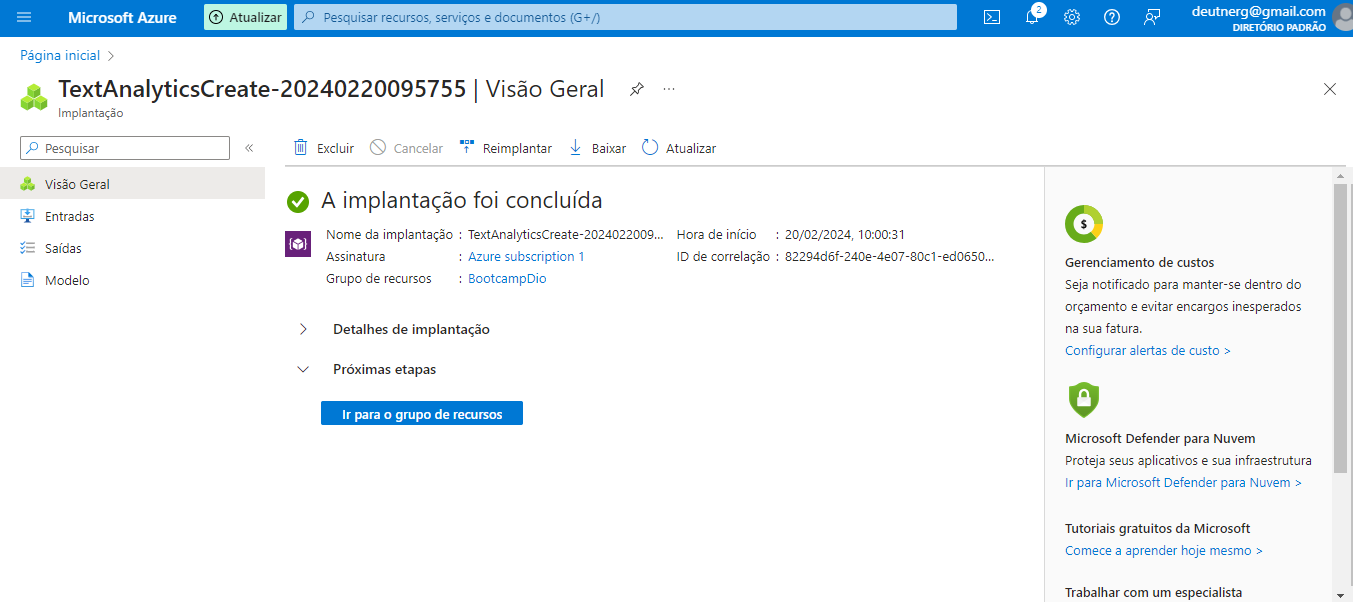 Microsoft Azure
Atualizar
Pesquisar recursos, serviços e documentos (G+/)
2
deutnerg@gmail.com
DIRETÓRIO PADRÃO
Página inicial >
TextAnalyticsCreate-20240220095755 | Visão Geral
...
Implantação
Pesquisar
«
Excluir
Cancelar
Reimplantar
Baixar
Atualizar
Visão Geral
Entradas
Saídas
Modelo
A implantação foi concluída
Nome da implantação : TextAnalyticsCreate-2024022009...
Assinatura : Azure subscription 1
Grupo de recursos : BootcampDio
Hora de início : 20/02/2024, 10:00:31
ID de correlação : 82294d6f-240e-4e07-80c1-ed0650...
Detalhes de implantação
Próximas etapas
Ir para o grupo de recursos
$
Gerenciamento de custos
Seja notificado para manter-se dentro do
orçamento e evitar encargos inesperados
na sua fatura.
Configurar alertas de custo >
Microsoft Defender para Nuvem
Proteja seus aplicativos e sua infraestrutura
Ir para Microsoft Defender para Nuvem >
Tutoriais gratuitos da Microsoft
Comece a aprender hoje mesmo >
Trabalhar com um especialista